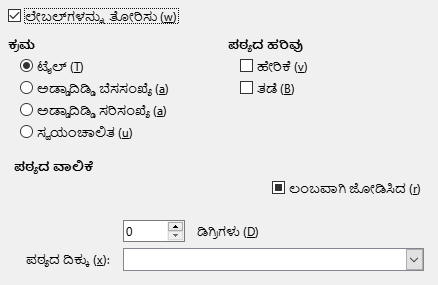 ಲೇಬಲ್‌ಗಳನ್ನು ತೋರಿಸು (w)
ಕ್ರಮ
ಟೈಲ್ (T)
ಅಡ್ಡಾದಿಡ್ಡಿ ಬೆಸಸಂಖ್ಯೆ (a)
ಅಡ್ಡಾದಿಡ್ಡಿ ಸರಿಸಂಖ್ಯೆ (a)
ಸ್ವಯಂಚಾಲಿತ (u)
ಪಠ್ಯದ ಹರಿವು
ಹೇರಿಕೆ (v)
ತಡೆ (B)
ಪಠ್ಯದ ವಾಲಿಕೆ
ಲಂಬವಾಗಿ ಜೋಡಿಸಿದ (r)
0 ಡಿಗ್ರಿಗಳು (D)
ಪಠ್ಯದ ದಿಕ್ಕು (x):